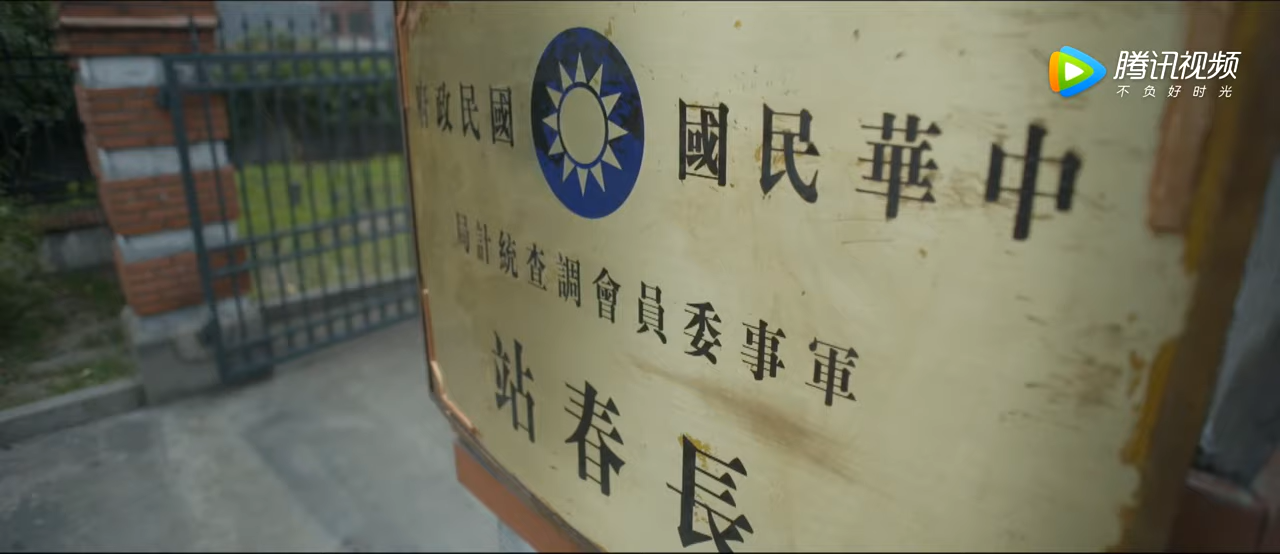 腾讯视频
不负好时光
中華民國 國民政府
軍事委員會調查統計局
長春站